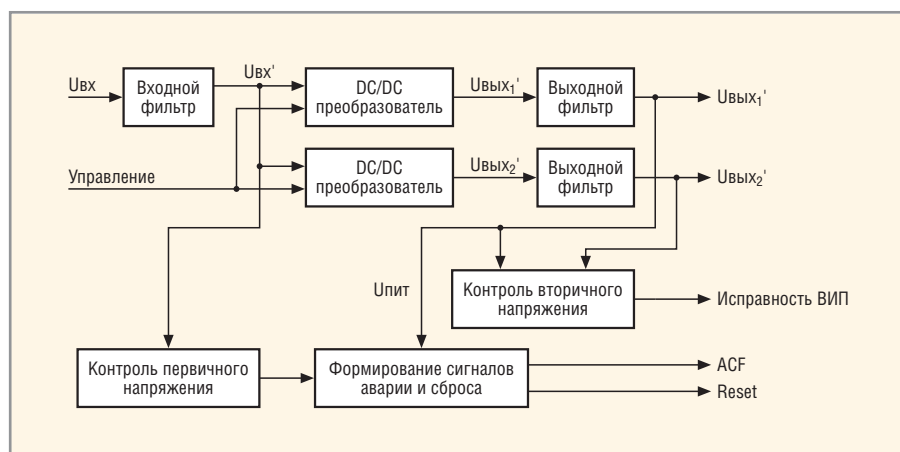 Uвх
Входной
фильтр
Uвх'
DC/DC
преобразователь
Uвых₁'
Выходной
фильтр
Uвых₁'
Управление
DC/DC
преобразователь
Uвых₂'
Выходной
фильтр
Uвых₂'
Uпит
Контроль вторичного
напряжения
Исправность ВИП
Контроль первичного
напряжения
Формирование сигналов
аварии и сброса
ACF
Reset